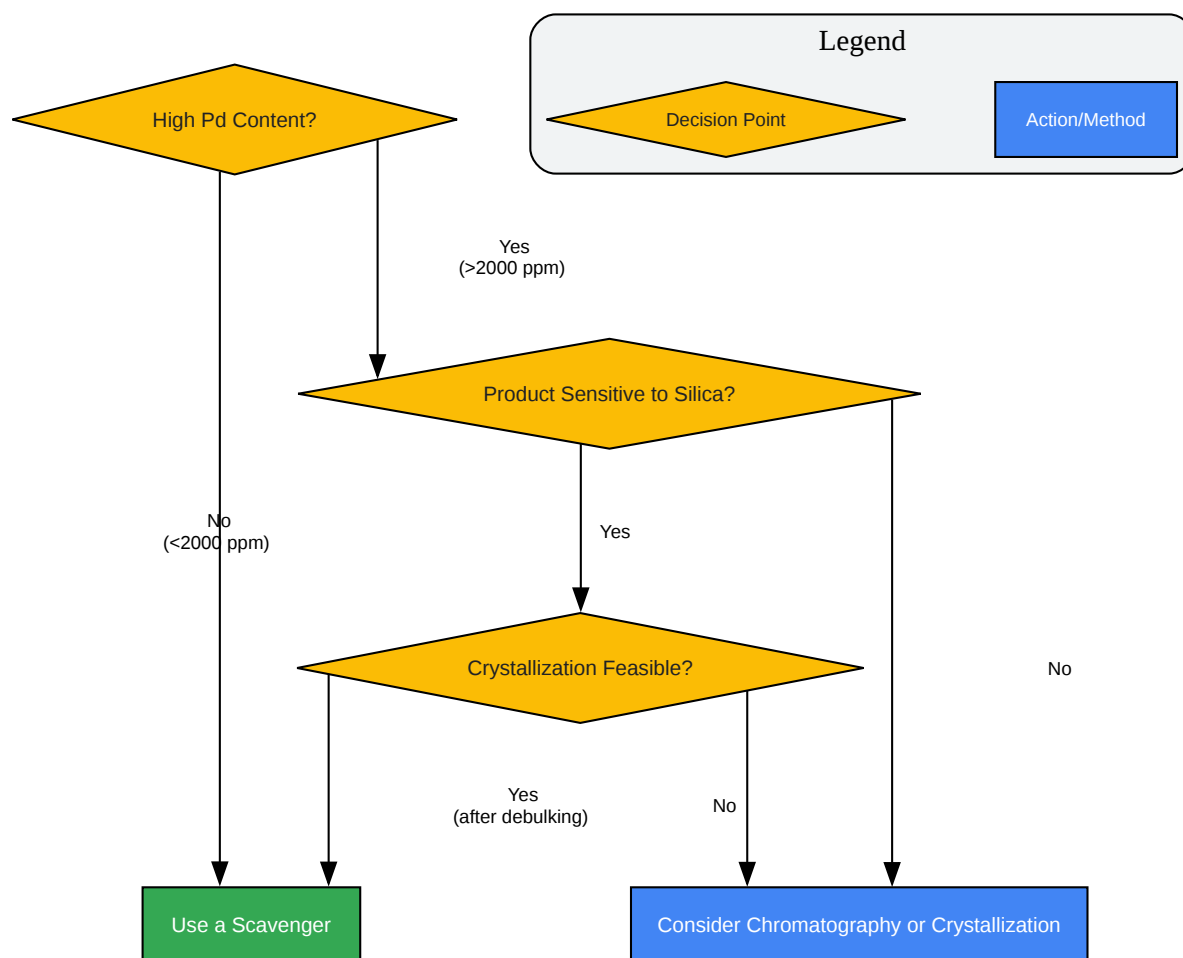 Legend
High Pd Content?
Decision Point
Action/Method
Yes
(>2000 ppm)
Product Sensitive to Silica?
No
(<2000 ppm)
Yes
Crystallization Feasible?
No
Yes
(after debulking)
No
Use a Scavenger
Consider Chromatography or Crystallization